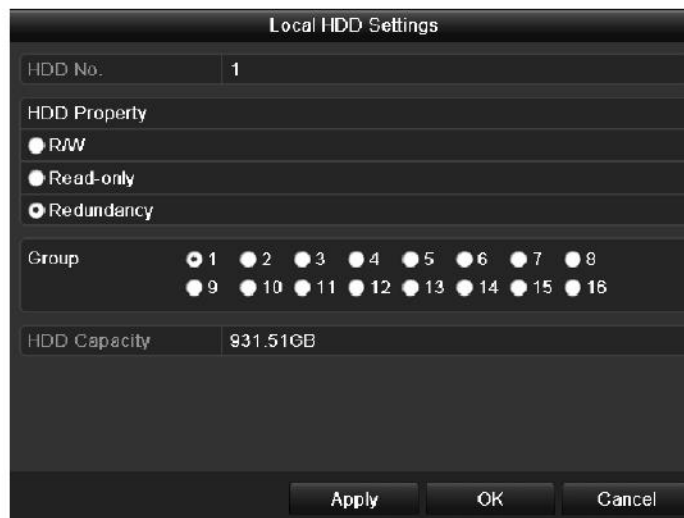 Local HDD Settings
HDD No. 1
HDD Property
R/W
Read-only
Redundancy
Group 1 2 3 4 5 6 7 8
9 10 11 12 13 14 15 16
HDD Capacity 931.51GB
Apply OK Cancel